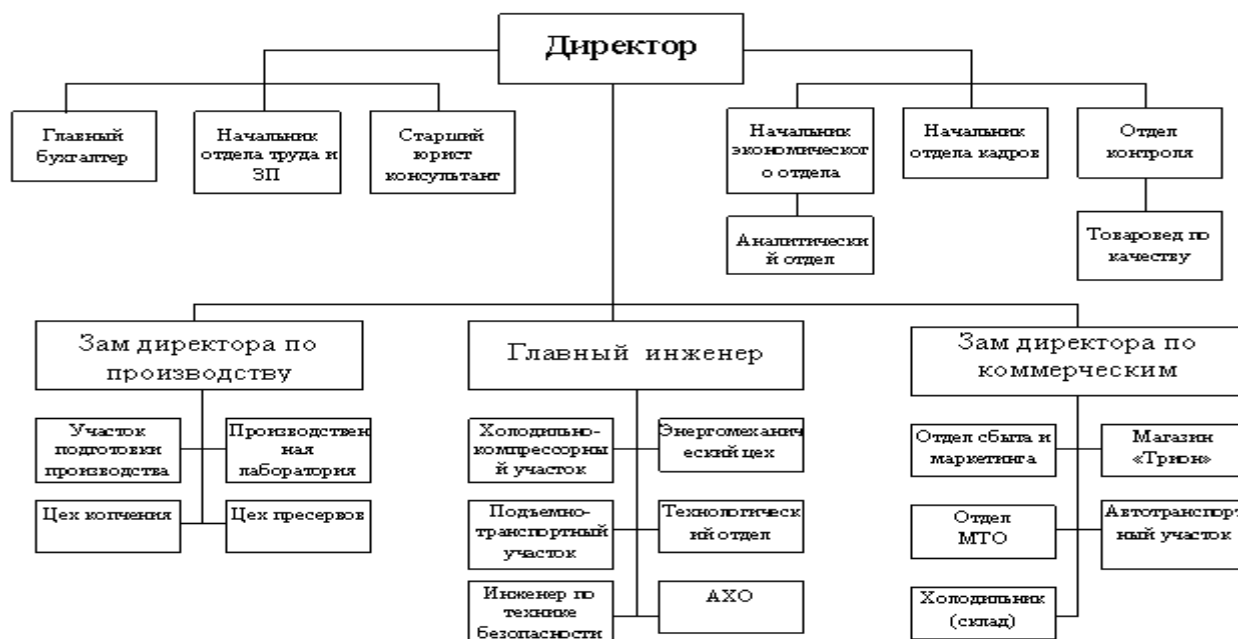 Директор
Главный
бухгалтер
Начальник
отдела труда и
ЗП
Старший
юрист
консультант
Начальник
экономическог
о отдела
Начальник
отдела кадров
Отдел
контроля
Аналитически
й отдел
Товаровед по
качеству
Зам директора по
производству
Главный инженер
Зам директора по
коммерческим
Участок
подготовки
производства
Производствен
ная
лаборатория
Цех копчения
Цех пресервов
Холодильно-
компрессорны
й участок
Энергомеханич
еский цех
Подъемно-
транспортный
участок
Технологическ
ий отдел
Инженер по
технике
безопасности
АХО
Отдел сбыта и
маркетинга
Магазин
«Трион»
Отдел
МТО
Автотранспорт
ный участок
Холодильник
(склад)